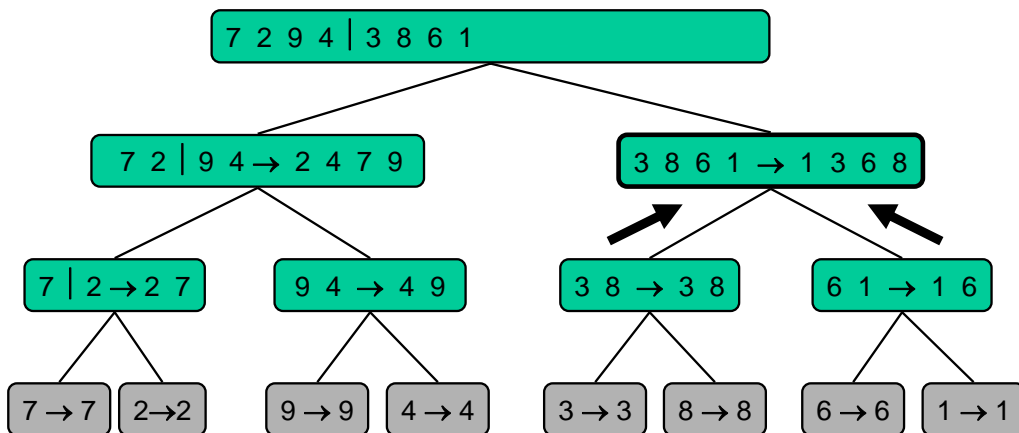 7 2 9 4 | 3 8 6 1
7 2 | 9 4 → 2 4 7 9
3 8 6 1 → 1 3 6 8
7 | 2 → 2 7
9 4 → 4 9
3 8 → 3 8
6 1 → 1 6
7 → 7
2 → 2
9 → 9
4 → 4
3 → 3
8 → 8
6 → 6
1 → 1